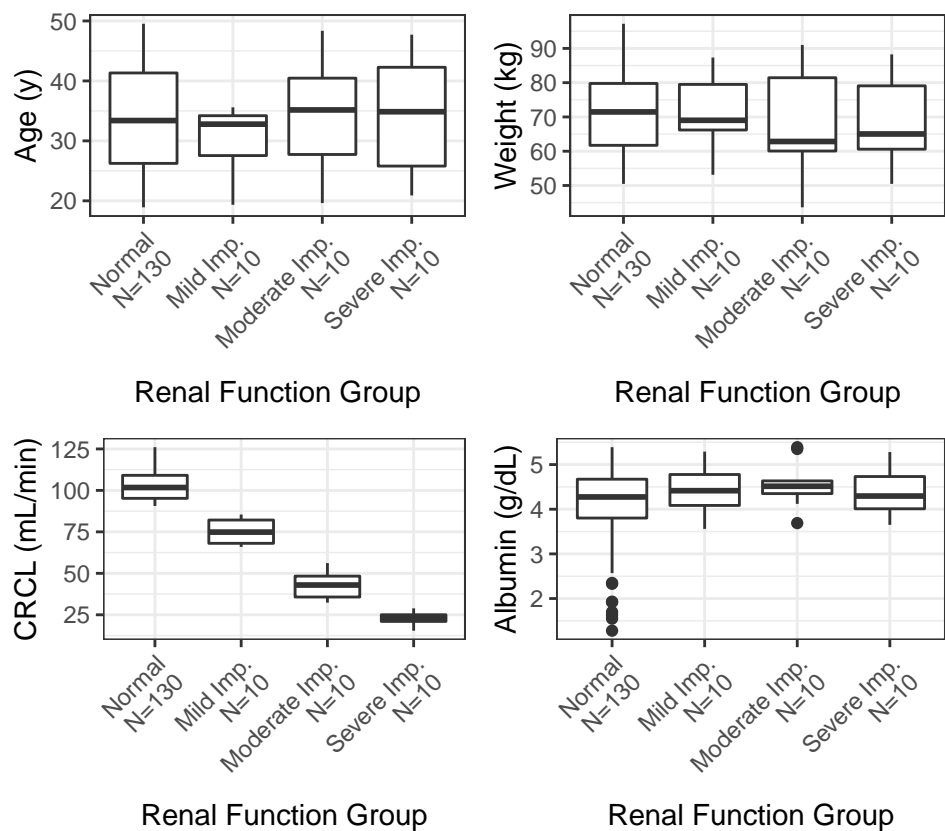 Age (y)
50
40
30
20
Normal
N=130
Mild Imp.
N=10
Moderate Imp.
N=10
Severe Imp.
N=10
Renal Function Group
Weight (kg)
90
80
70
60
50
Normal
N=130
Mild Imp.
N=10
Moderate Imp.
N=10
Severe Imp.
N=10
Renal Function Group
CRCL (mL/min)
125
100
75
50
25
Normal
N=130
Mild Imp.
N=10
Moderate Imp.
N=10
Severe Imp.
N=10
Renal Function Group
Albumin (g/dL)
5
4
3
2
Normal
N=130
Mild Imp.
N=10
Moderate Imp.
N=10
Severe Imp.
N=10
Renal Function Group